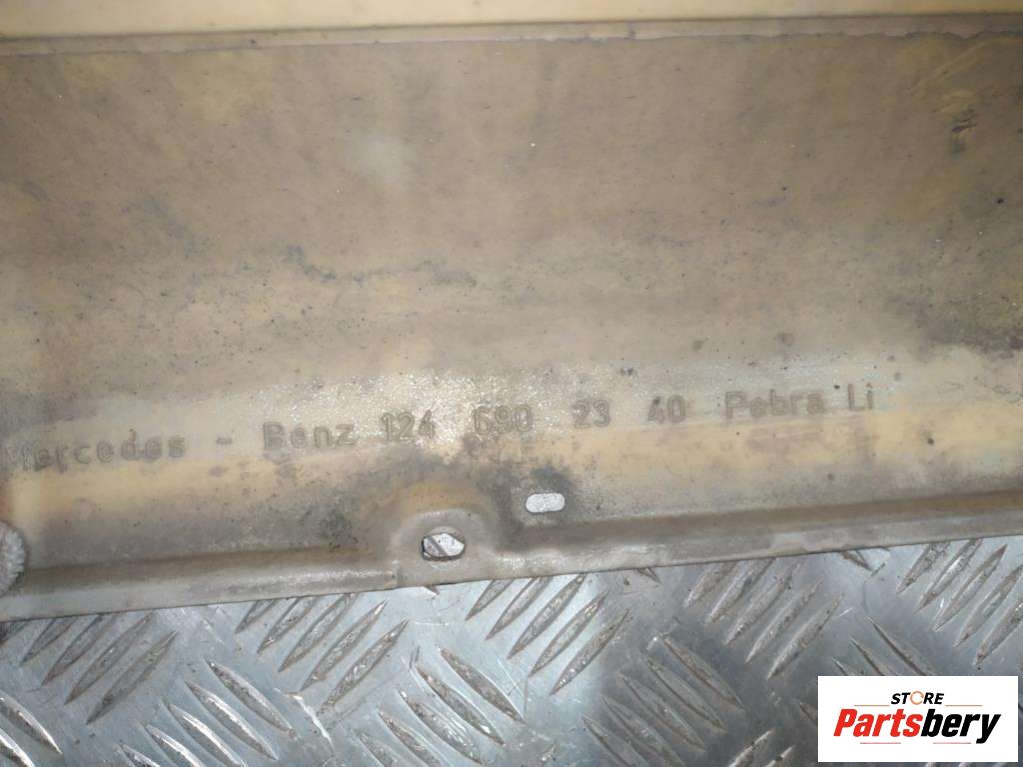 Mercedes - Benz 124 690 23 40 Pebra Li
STORE
Partsbery